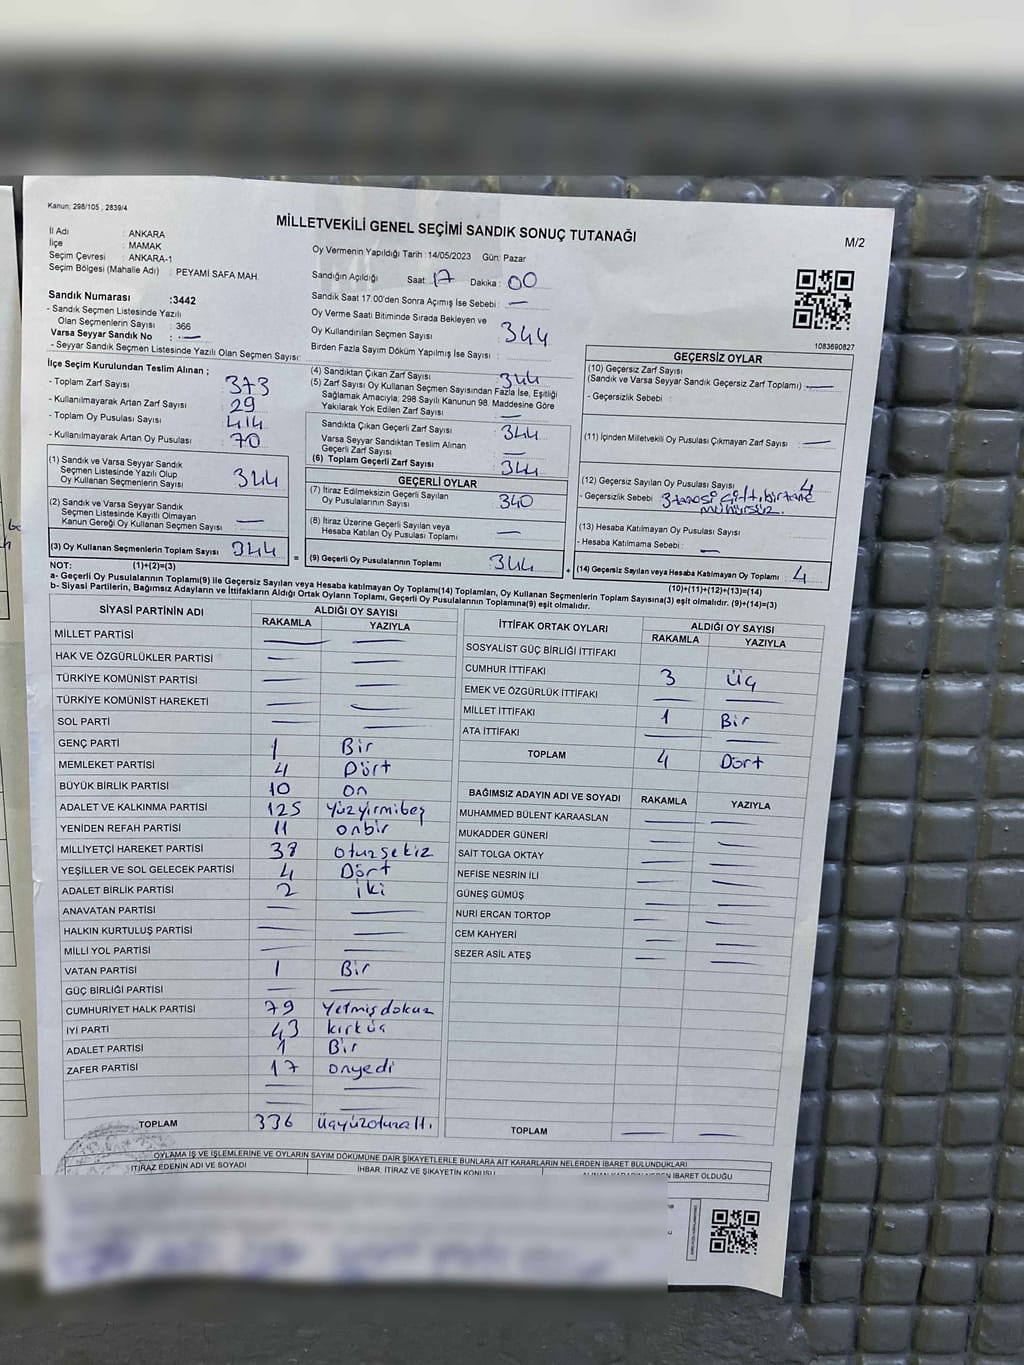 Kanun: 298/105 , 2839/4
MİLLETVEKİLİ GENEL SEÇİMİ SANDIK SONUÇ TUTANAĞI
M/2
İl Adı : ANKARA
İlçe : MAMAK
Seçim Çevresi : ANKARA-1
Seçim Bölgesi (Mahalle Adı) : PEYAMİ SAFA MAH.
Oy Vermenin Yapıldığı Tarih :14/05/2023 Gün: Pazar
Sandığın Açıldığı Saat : 17 Dakika : 00
Sandık Saat 17.00'den Sonra Açımış İse Sebebi : —
Oy Verme Saati Bitiminde Sırada Bekleyen ve
Oy Kullandırılan Seçmen Sayısı : 344
Birden Fazla Sayım Döküm Yapılmış İse Sayısı :
1083690827
Sandık Numarası :3442
- Sandık Seçmen Listesinde Yazılı
Olan Seçmenlerin Sayısı : 366
Varsa Seyyar Sandık No : —
- Seyyar Sandık Seçmen Listesinde Yazılı Olan Seçmen Sayısı:
İlçe Seçim Kurulundan Teslim Alınan ;
- Toplam Zarf Sayısı : 373
- Kullanılmayarak Artan Zarf Sayısı : 29
- Toplam Oy Pusulası Sayısı : 414
- Kullanılmayarak Artan Oy Pusulası : 70
(1) Sandık ve Varsa Seyyar Sandık
Seçmen Listesinde Yazılı Olup
Oy Kullanan Seçmenlerin Sayısı : 344
(2) Sandık ve Varsa Seyyar Sandık
Seçmen Listesinde Kayıtlı Olmayan
Kanun Gereği Oy Kullanan Seçmen Sayısı : —
(3) Oy Kullanan Seçmenlerin Toplam Sayısı : 344
(4) Sandıktan Çıkan Zarf Sayısı : 344
(5) Zarf Sayısı Oy Kullanan Seçmen Sayısından Fazla İse, Eşitliği
Sağlamak Amacıyla; 298 Sayılı Kanunun 98. Maddesine Göre
Yakılarak Yok Edilen Zarf Sayısı : —
Sandıkta Çıkan Geçerli Zarf Sayısı : 344
Varsa Seyyar Sandıktan Teslim Alınan
Geçerli Zarf Sayısı : —
(6) Toplam Geçerli Zarf Sayısı : 344
GEÇERLİ OYLAR
(7) İtiraz Edilmeksizin Geçerli Sayılan
Oy Pusulalarının Sayısı : 340
(8) İtiraz Üzerine Geçerli Sayılan veya
Hesaba Katılan Oy Pusulası Toplamı : —
(9) Geçerli Oy Pusulalarının Toplamı : 344
GEÇERSİZ OYLAR
(10) Geçersiz Zarf Sayısı
(Sandık ve Varsa Seyyar Sandık Geçersiz Zarf Toplamı) : —
- Geçersizlik Sebebi :
(11) İçinden Milletvekili Oy Pusulası Çıkmayan Zarf Sayısı : —
(12) Geçersiz Sayılan Oy Pusulası Sayısı : 4
- Geçersizlik Sebebi : 3 tanesi çift, bir tane
mühürsüz.
(13) Hesaba Katılmayan Oy Pusulası Sayısı :
- Hesaba Katılmama Sebebi : —
(14) Geçersiz Sayılan veya Hesaba Katılmayan Oy Toplamı : 4
NOT: (1)+(2)=(3)
(10)+(11)+(12)+(13)=(14)
a- Geçerli Oy Pusulalarının Toplamı(9) ile Geçersiz Sayılan veya Hesaba katılmayan Oy Toplamı(14) Toplamları, Oy Kullanan Seçmenlerin Toplam Sayısına(3) eşit olmalıdır. (9)+(14)=(3)
b- Siyasi Partilerin, Bağımsız Adayların ve İttifakların Aldığı Ortak Oyların Toplamı, Geçerli Oy Pusulalarının Toplamına(9) eşit olmalıdır.
SİYASİ PARTİNİN ADI ALDIĞI OY SAYISI
RAKAMLA YAZIYLA
MİLLET PARTİSİ — —
HAK VE ÖZGÜRLÜKLER PARTİSİ — —
TÜRKİYE KOMÜNİST PARTİSİ — —
TÜRKİYE KOMÜNİST HAREKETİ — —
SOL PARTİ — —
GENÇ PARTİ 1 Bir
MEMLEKET PARTİSİ 4 Dört
BÜYÜK BİRLİK PARTİSİ 10 on
ADALET VE KALKINMA PARTİSİ 125 Yüzyirmibeş
YENİDEN REFAH PARTİSİ 11 onbir
MİLLİYETÇİ HAREKET PARTİSİ 38 otuzsekiz
YEŞİLLER VE SOL GELECEK PARTİSİ 4 Dört
ADALET BİRLİK PARTİSİ 2 iki
ANAVATAN PARTİSİ — —
HALKIN KURTULUŞ PARTİSİ — —
MİLLİ YOL PARTİSİ — —
VATAN PARTİSİ 1 Bir
GÜÇ BİRLİĞİ PARTİSİ — —
CUMHURİYET HALK PARTİSİ 79 Yetmişdokuz
İYİ PARTİ 43 kırküç
ADALET PARTİSİ 1 Bir
ZAFER PARTİSİ 17 onyedi
TOPLAM 336 Üçyüzotuzaltı.
İTTİFAK ORTAK OYLARI ALDIĞI OY SAYISI
RAKAMLA YAZIYLA
SOSYALİST GÜÇ BİRLİĞİ İTTİFAKI
CUMHUR İTTİFAKI 3 Üç
EMEK VE ÖZGÜRLÜK İTTİFAKI — —
MİLLET İTTİFAKI 1 Bir
ATA İTTİFAKI — —
TOPLAM 4 Dört
BAĞIMSIZ ADAYIN ADI VE SOYADI RAKAMLA YAZIYLA
MUHAMMED BÜLENT KARAASLAN — —
MUKADDER GÜNERİ — —
SAİT TOLGA OKTAY — —
NEFİSE NESRİN İLİ — —
GÜNEŞ GÜMÜŞ — —
NURİ ERCAN TORTOP — —
CEM KAHYERİ — —
SEZER ASİL ATEŞ — —
TOPLAM — —
OYLAMA İŞ VE İŞLEMLERİNE VE OYLARIN SAYIM DÖKÜMÜNE DAİR ŞİKAYETLERLE BUNLARA AİT KARARLARIN NELERDEN İBARET BULUNDUKLARI
İTİRAZ EDENİN ADI VE SOYADI İHBAR, İTİRAZ VE ŞİKAYETİN KONUSU ALINAN KARARIN NEDEN İBARET OLDUĞU